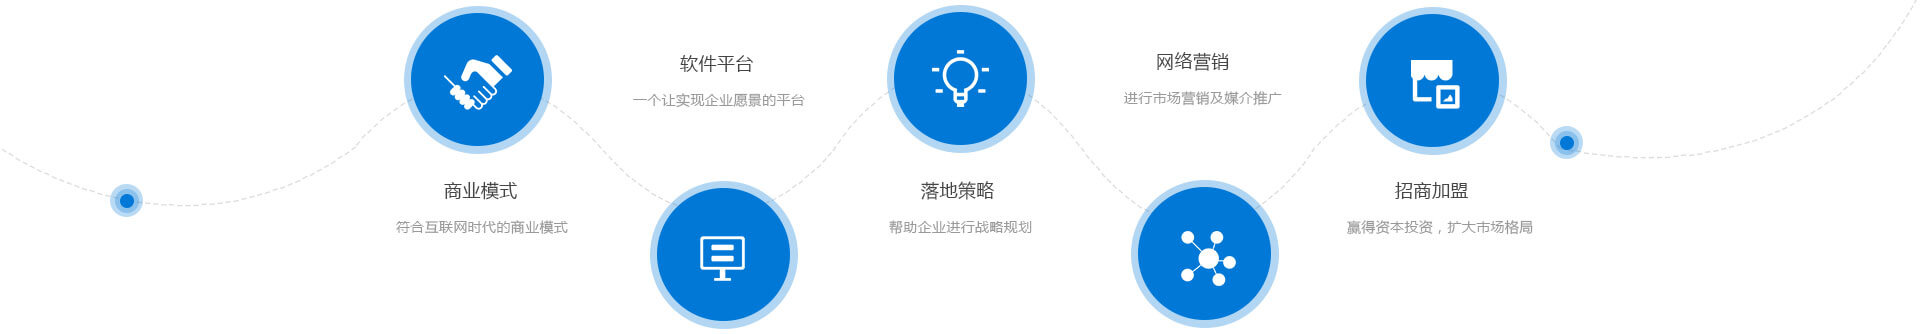 商业模式
符合互联网时代的商业模式
软件平台
一个让实现企业愿景的平台
落地策略
帮助企业进行战略规划
网络营销
进行市场营销及媒介推广
招商加盟
赢得资本投资，扩大市场格局